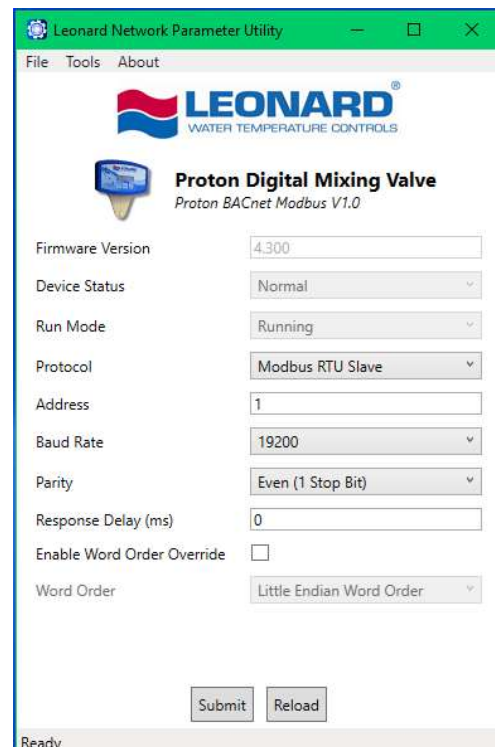 Leonard Network Parameter Utility
File Tools About
LEONARD®
WATER TEMPERATURE CONTROLS
Proton Digital Mixing Valve
Proton BACnet Modbus V1.0
Firmware Version 4.300
Device Status Normal
Run Mode Running
Protocol Modbus RTU Slave
Address 1
Baud Rate 19200
Parity Even (1 Stop Bit)
Response Delay (ms) 0
Enable Word Order Override
Word Order Little Endian Word Order
Submit Reload
Ready